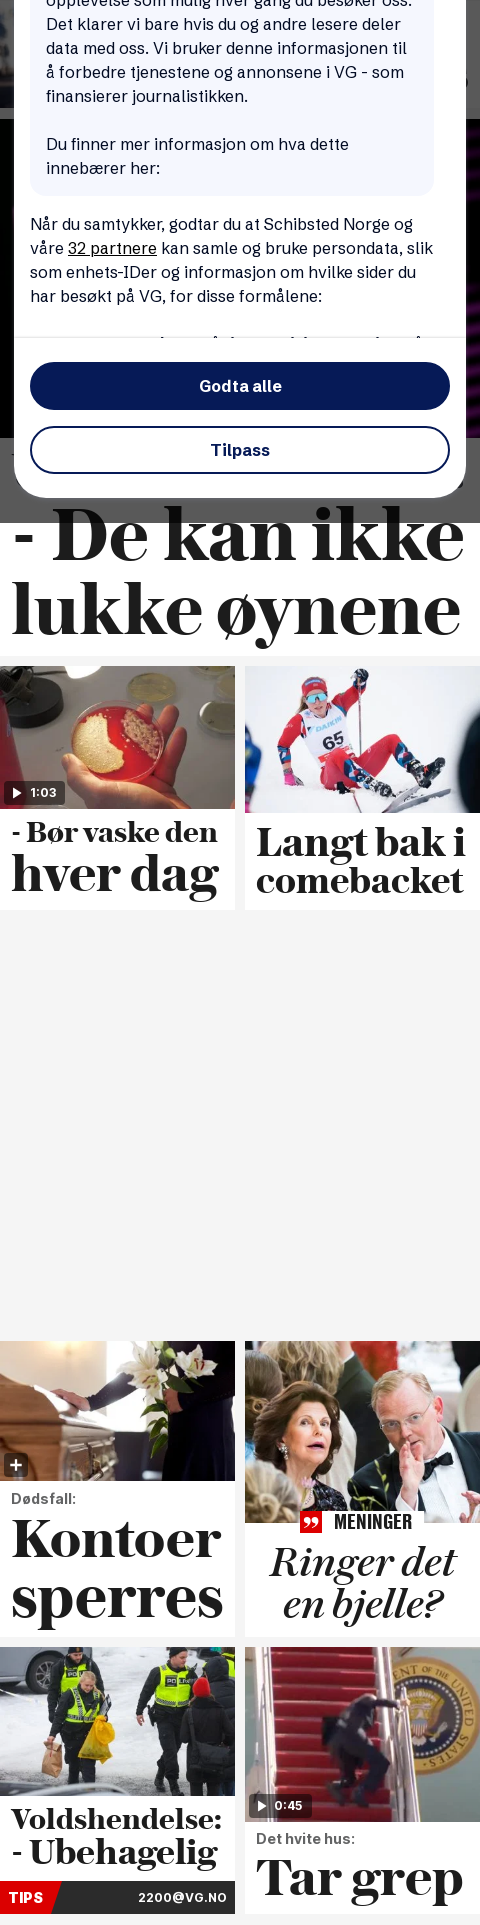 opplevelse som mulig hver gang du besøker oss.
Det klarer vi bare hvis du og andre lesere deler
data med oss. Vi bruker denne informasjonen til
å forbedre tjenestene og annonsene i VG - som
finansierer journalistikken.
Du finner mer informasjon om hva dette
innebærer her:
Når du samtykker, godtar du at Schibsted Norge og
våre 32 partnere kan samle og bruke persondata, slik
som enhets-IDer og informasjon om hvilke sider du
har besøkt på VG, for disse formålene:
Godta alle
Tilpass
- De kan ikke
lukke øynene
1:03
- Bør vaske den
hver dag
65
Langt bak i
comebacket
Dødsfall:
Kontoer
sperres
MENINGER
Ringer det
en bjelle?
Voldshendelse:
- Ubehagelig
TIPS
2200@VG.NO
0:45
Det hvite hus:
Tar grep